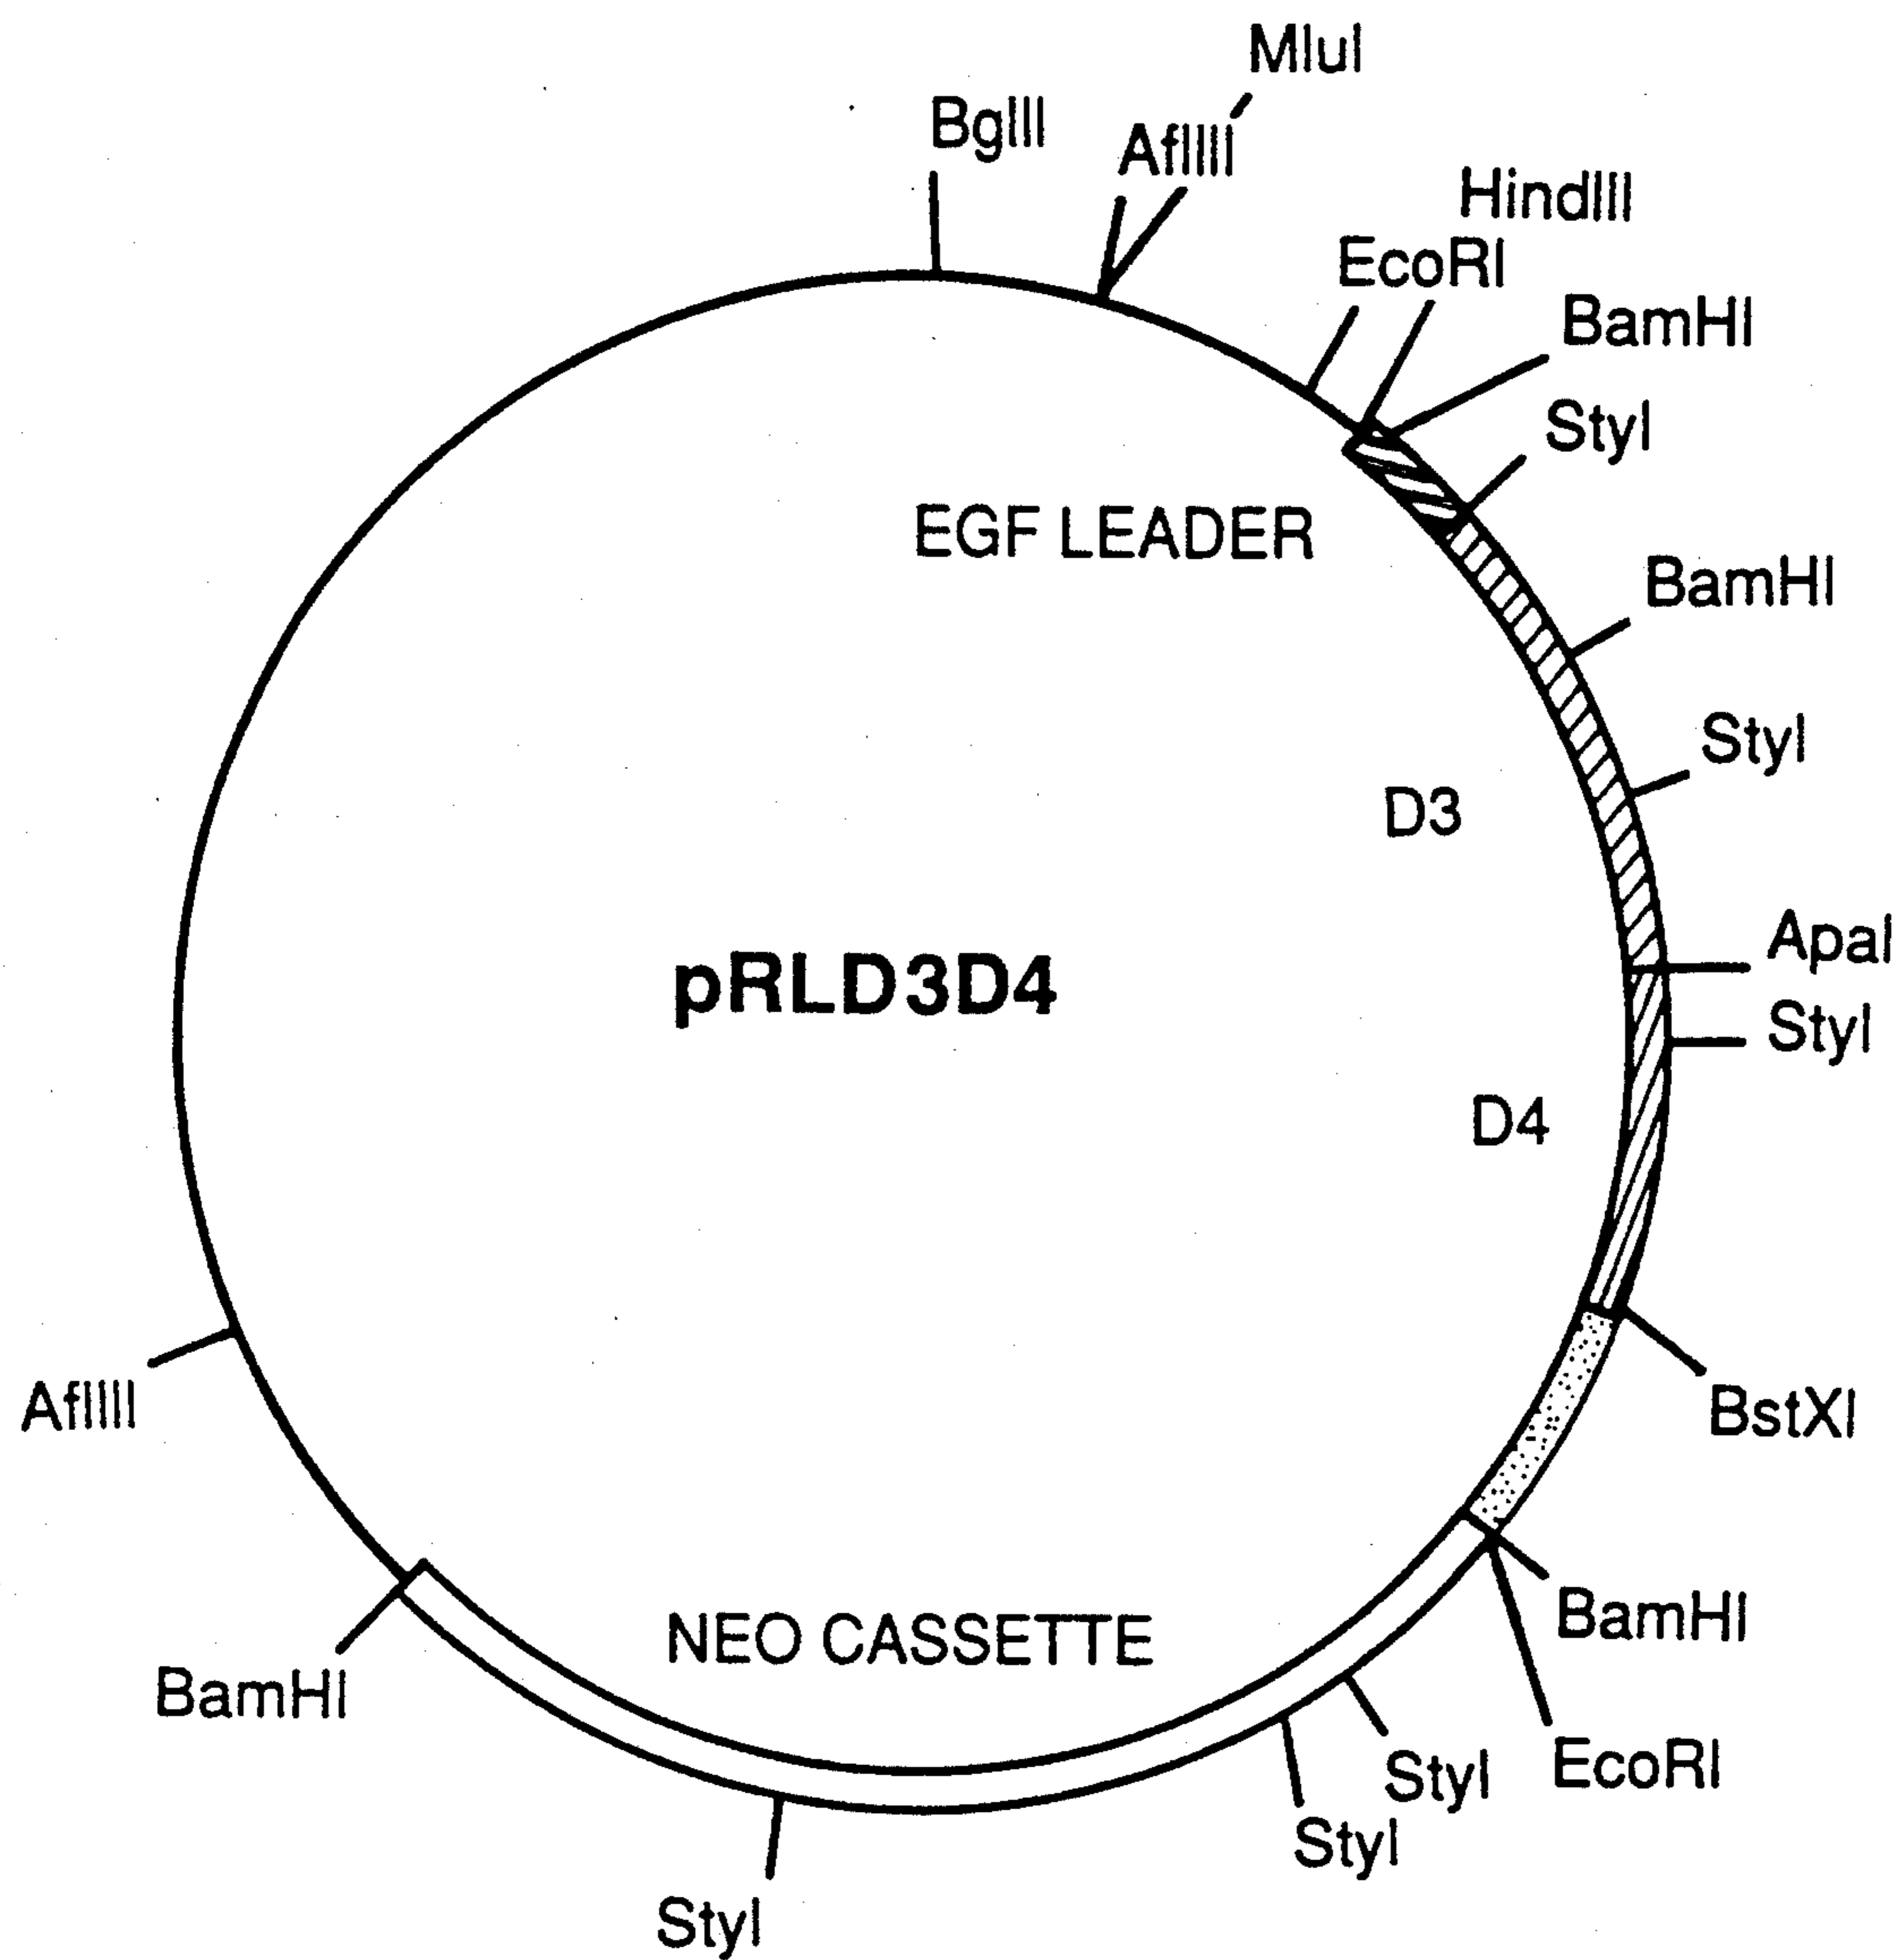 MluI
BglII
AflIII
HindIII
EcoRI
BamHI
StyI
EGF LEADER
BamHI
StyI
D3
ApaI
pRLD3D4
StyI
D4
AflIII
BstXI
BamHI
NEO CASSETTE
BamHI
EcoRI
StyI
StyI
StyI